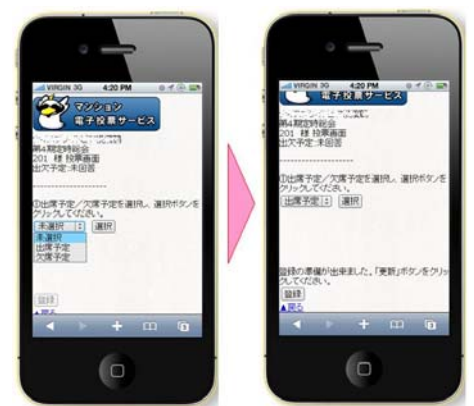 VIRGIN 3G 4:20 PM
マンション
電子投票サービス
第4期定時総会
201 様 投票画面
出欠予定:未回答
--------------------
①出席予定／欠席予定を選択し、選択ボタンを
クリックしてください。
未選択 選択
未選択
出席予定
欠席予定
登録
▲戻る
VIRGIN 3G 4:20 PM
電子投票サービス
第4期定時総会
201 様 投票画面
出欠予定:未回答
--------------------
①出席予定／欠席予定を選択し、選択ボタンを
クリックしてください。
出席予定 選択
登録の準備が出来ました。「更新」ボタンをクリッ
クしてください。
登録
▲戻る